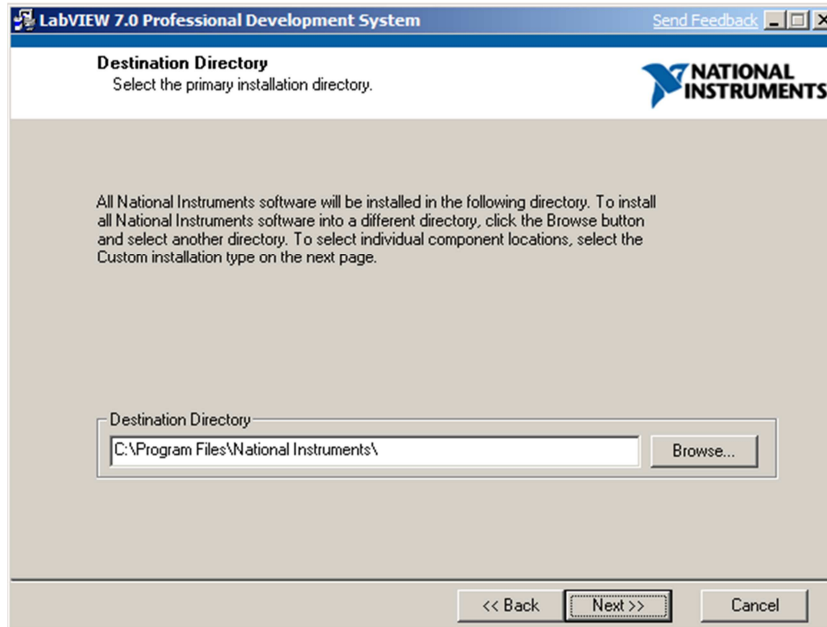 LabVIEW 7.0 Professional Development System
Send Feedback
Destination Directory
Select the primary installation directory.
NATIONAL
INSTRUMENTS
All National Instruments software will be installed in the following directory. To install
all National Instruments software into a different directory, click the Browse button
and select another directory. To select individual component locations, select the
Custom installation type on the next page.
Destination Directory
C:\Program Files\National Instruments\
Browse...
<< Back
Next >>
Cancel